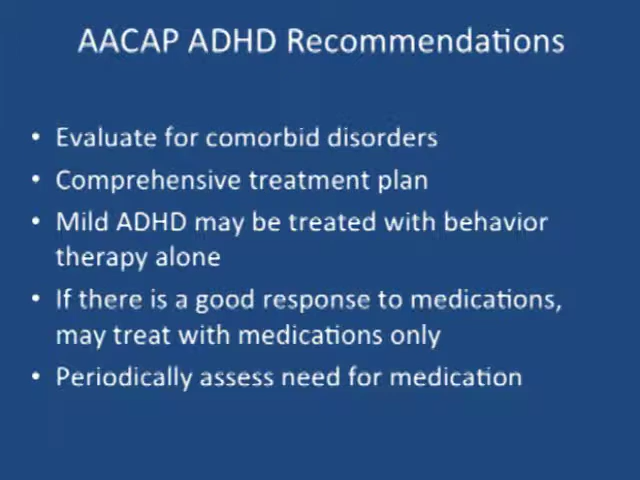 AACAP ADHD Recommendations
• Evaluate for comorbid disorders
• Comprehensive treatment plan
• Mild ADHD may be treated with behavior
therapy alone
• If there is a good response to medications,
may treat with medications only
• Periodically assess need for medication